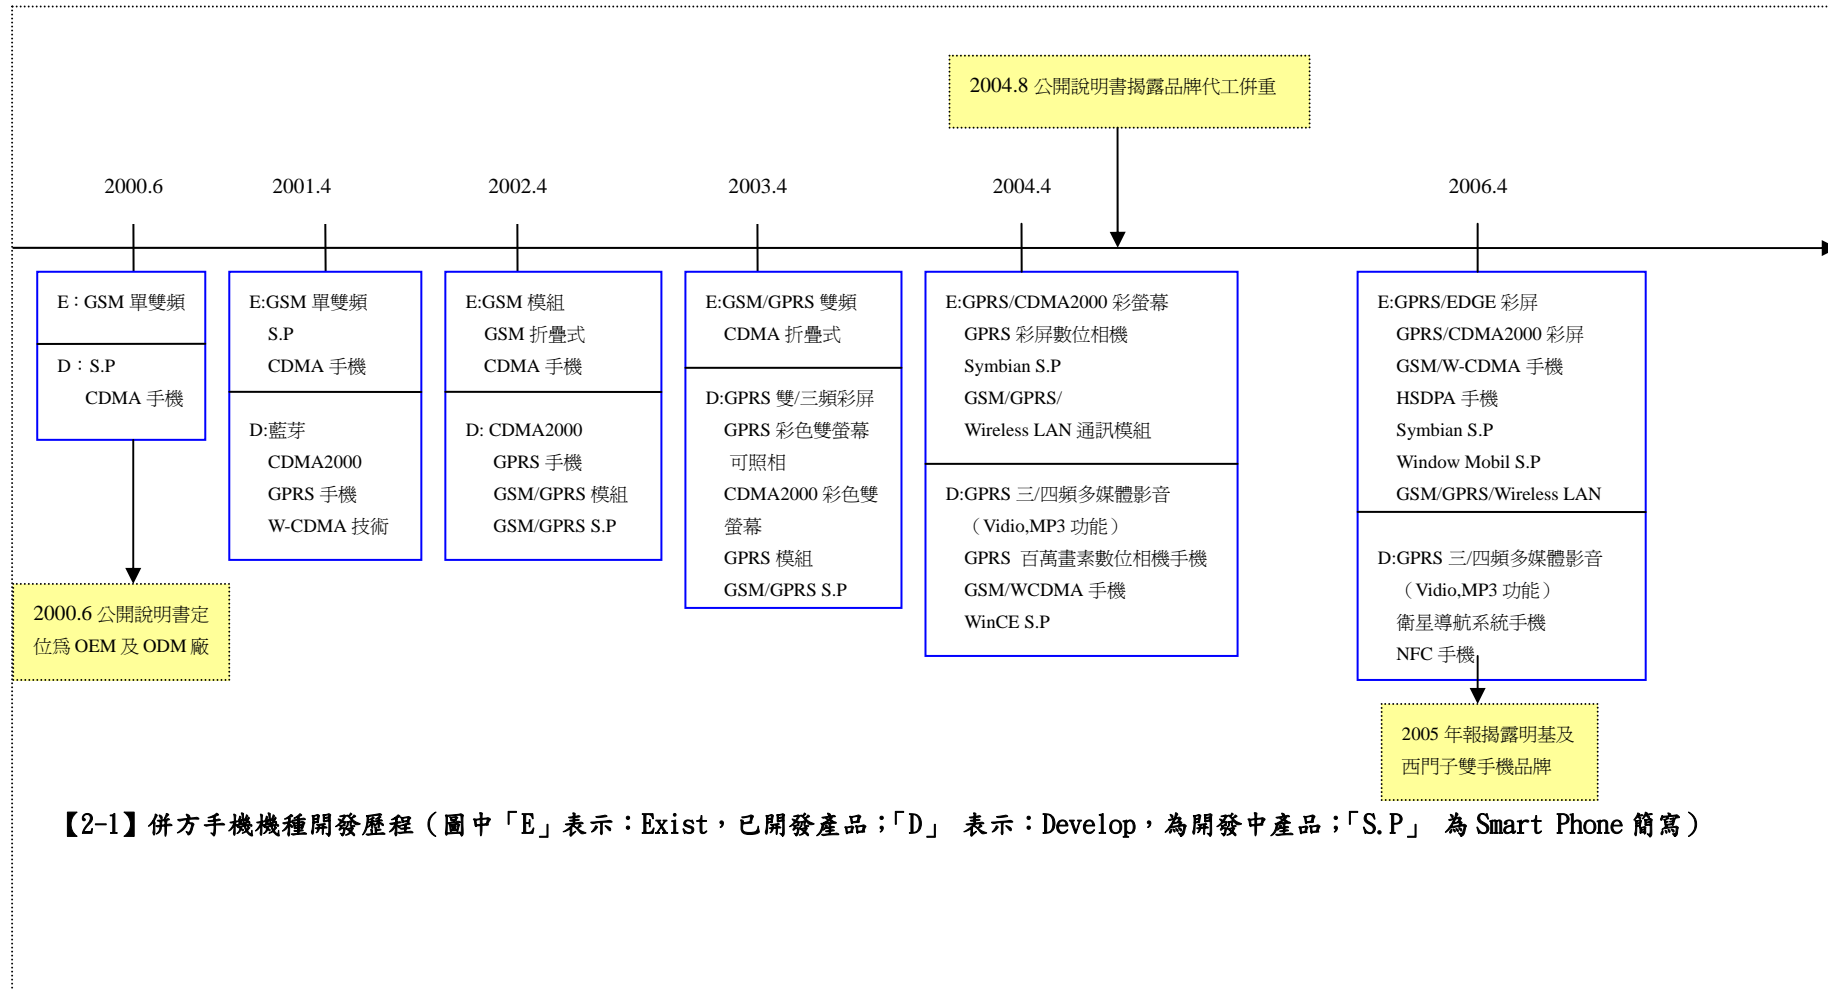 2004.8 公開說明書揭露品牌代工併重
2000.6
2001.4
2002.4
2003.4
2004.4
2006.4
E：GSM 單雙頻
D：S.P
CDMA 手機
2000.6 公開說明書定
位為 OEM 及 ODM 廠
E:GSM 單雙頻
S.P
CDMA 手機
D:藍芽
CDMA2000
GPRS 手機
W-CDMA 技術
E:GSM 模組
GSM 折疊式
CDMA 手機
D: CDMA2000
GPRS 手機
GSM/GPRS 模組
GSM/GPRS S.P
E:GSM/GPRS 雙頻
CDMA 折疊式
D:GPRS 雙/三頻彩屏
GPRS 彩色雙螢幕
可照相
CDMA2000 彩色雙
螢幕
GPRS 模組
GSM/GPRS S.P
E:GPRS/CDMA2000 彩螢幕
GPRS 彩屏數位相機
Symbian S.P
GSM/GPRS/
Wireless LAN 通訊模組
D:GPRS 三/四頻多媒體影音
（Vidio,MP3 功能）
GPRS 百萬畫素數位相機手機
GSM/WCDMA 手機
WinCE S.P
E:GPRS/EDGE 彩屏
GPRS/CDMA2000 彩屏
GSM/W-CDMA 手機
HSDPA 手機
Symbian S.P
Window Mobil S.P
GSM/GPRS/Wireless LAN
D:GPRS 三/四頻多媒體影音
（Vidio,MP3 功能）
衛星導航系統手機
NFC 手機
2005 年報揭露明基及
西門子雙手機品牌
【2-1】併方手機機種開發歷程（圖中「E」表示：Exist，已開發產品；「D」 表示：Develop，為開發中產品；「S.P」 為 Smart Phone 簡寫）